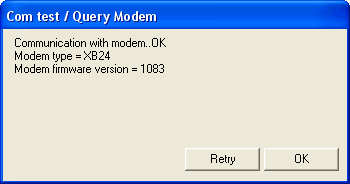 Com test / Query Modem
Communication with modem..OK
Modem type = XB24
Modem firmware version = 1083
Retry
OK